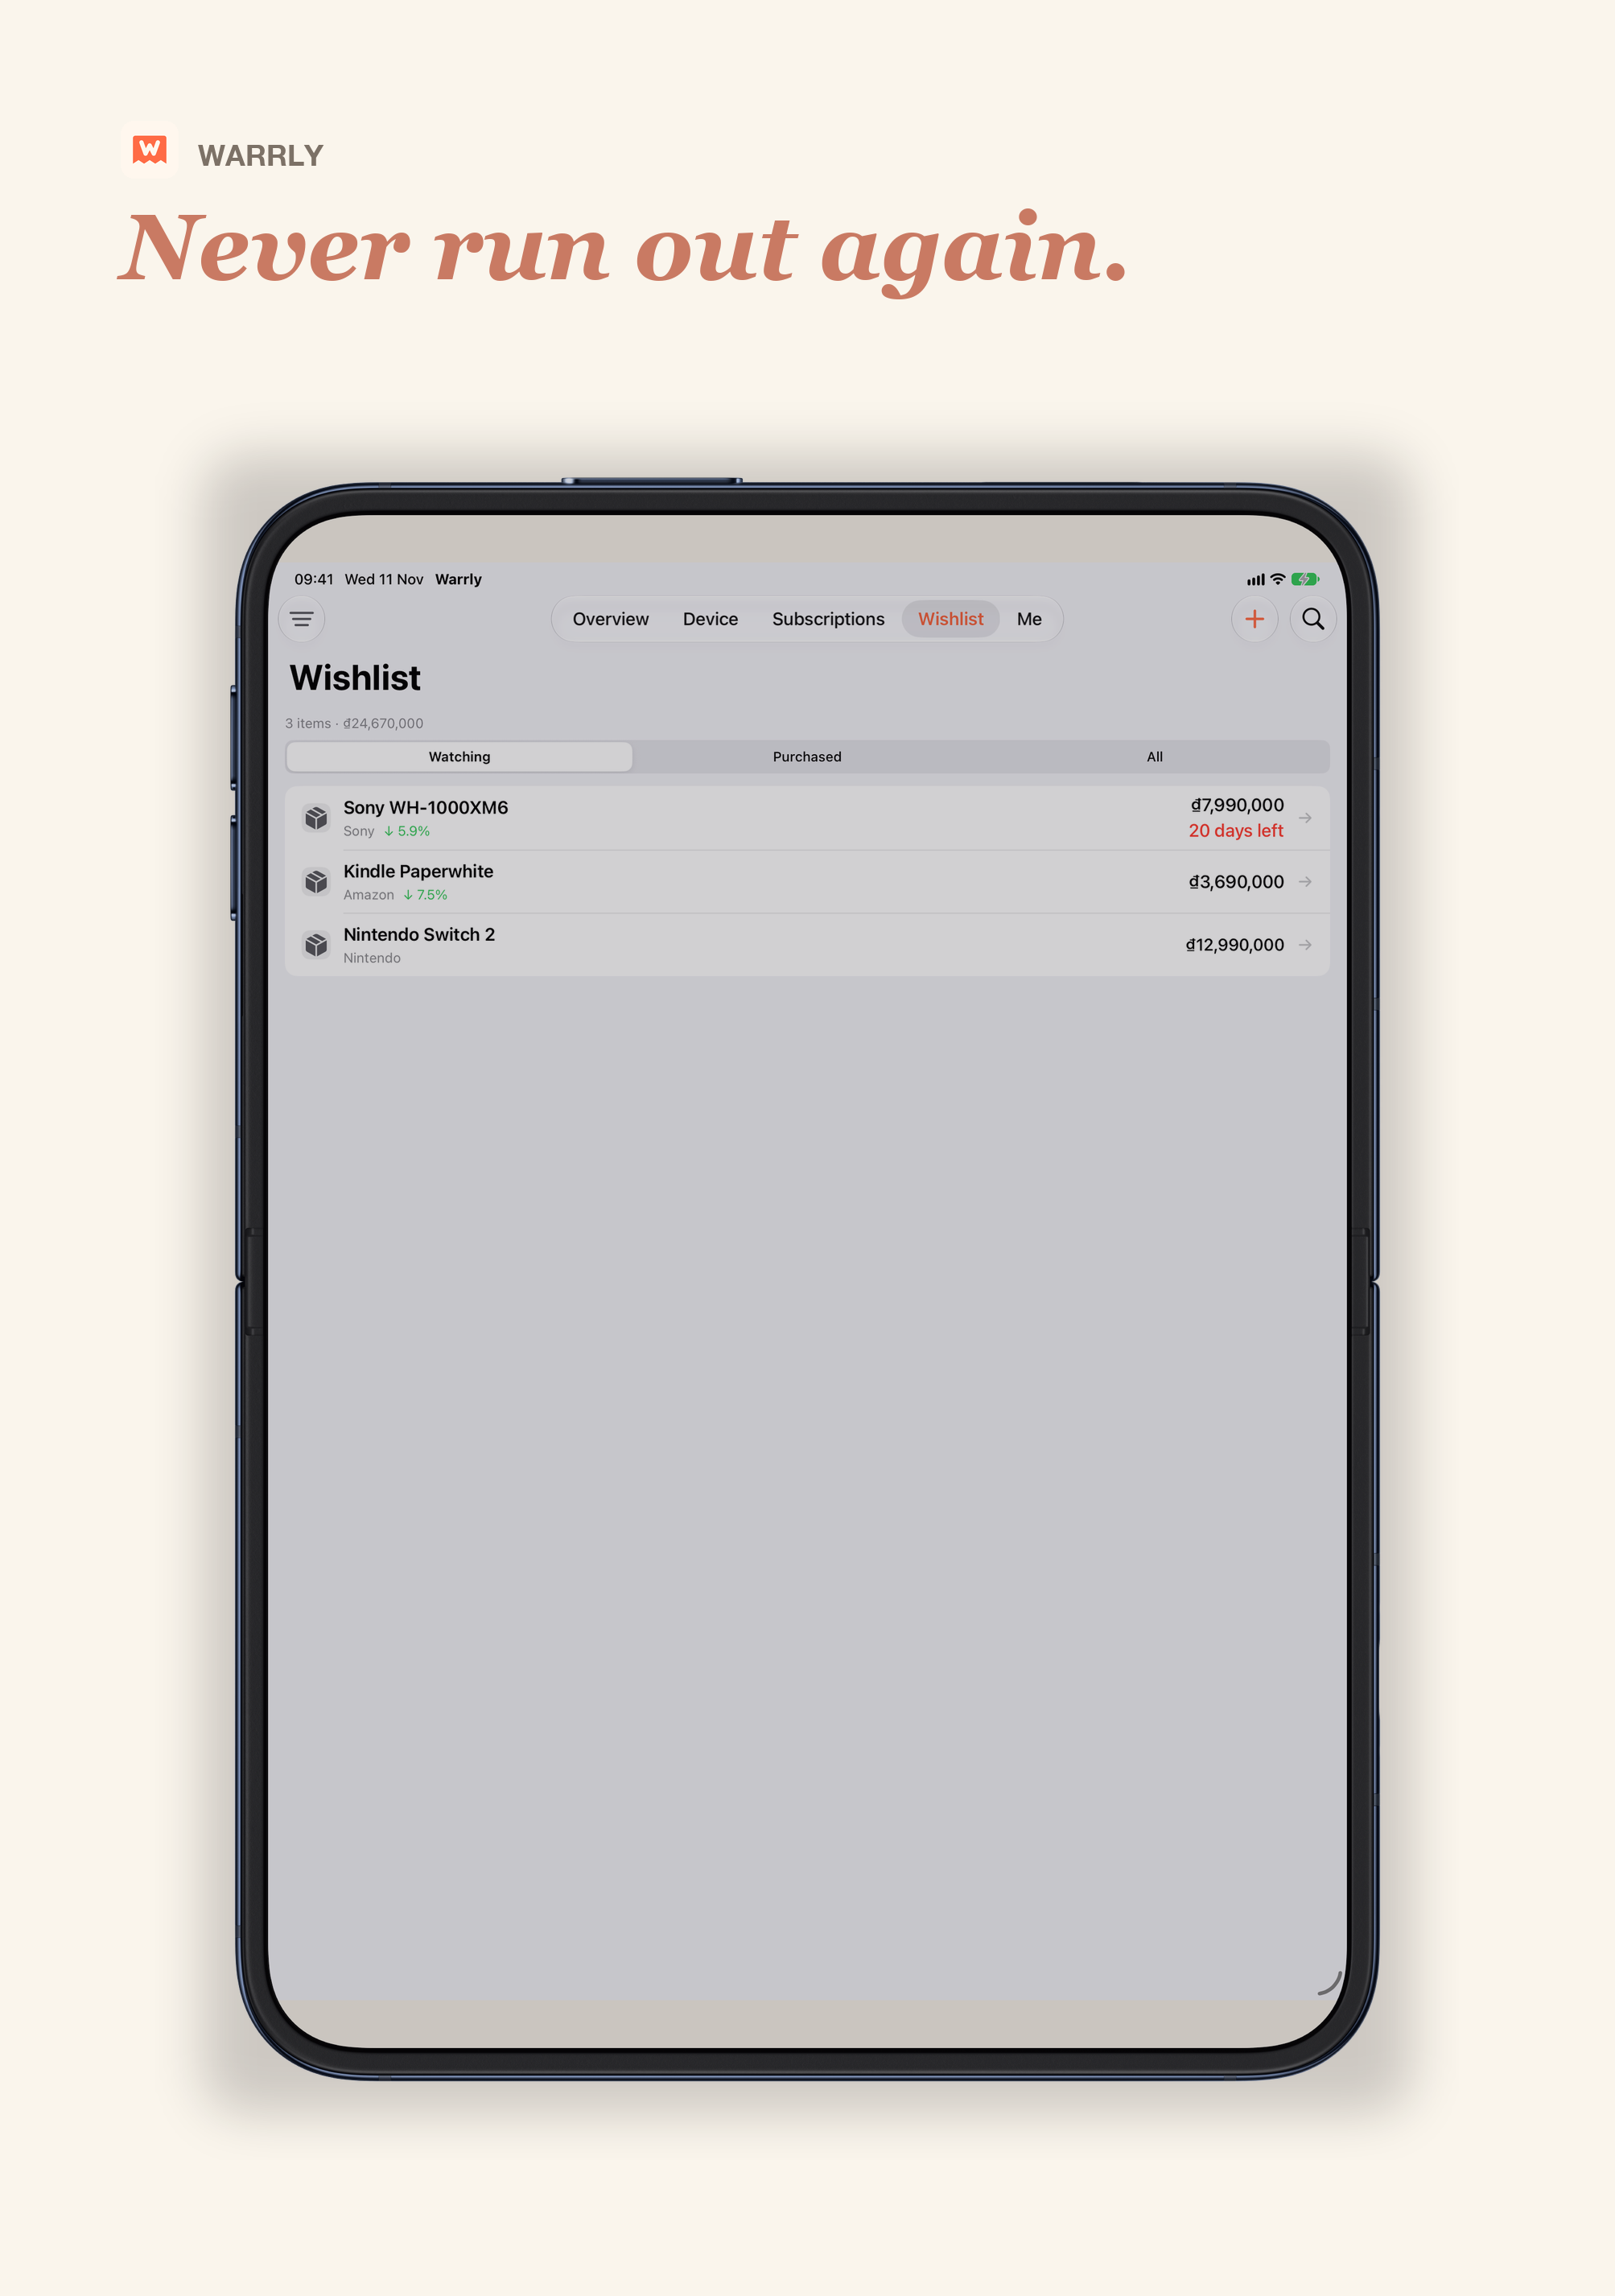 WARRLY
Never run out again.
09:41 Wed 11 Nov Warrly
Overview Device Subscriptions Wishlist Me
Wishlist
3 items · ₫24,670,000
Watching Purchased All
Sony WH-1000XM6 ₫7,990,000
Sony ↓ 5.9% 20 days left
Kindle Paperwhite ₫3,690,000
Amazon ↓ 7.5%
Nintendo Switch 2 ₫12,990,000
Nintendo